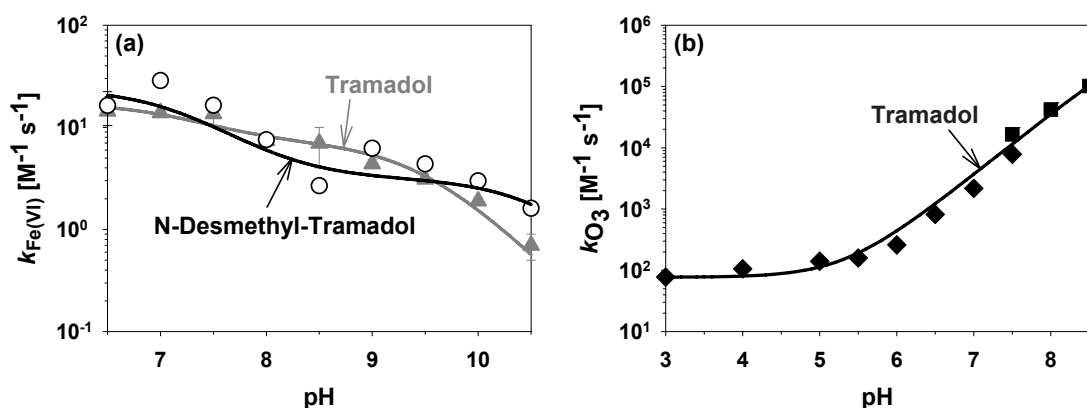 (a)
10²
10¹
10⁰
10⁻¹
k_Fe(VI) [M⁻¹ s⁻¹]
Tramadol
N-Desmethyl-Tramadol
7 8 9 10
pH
(b)
10⁶
10⁵
10⁴
10³
10²
10¹
kO₃ [M⁻¹ s⁻¹]
Tramadol
3 4 5 6 7 8
pH